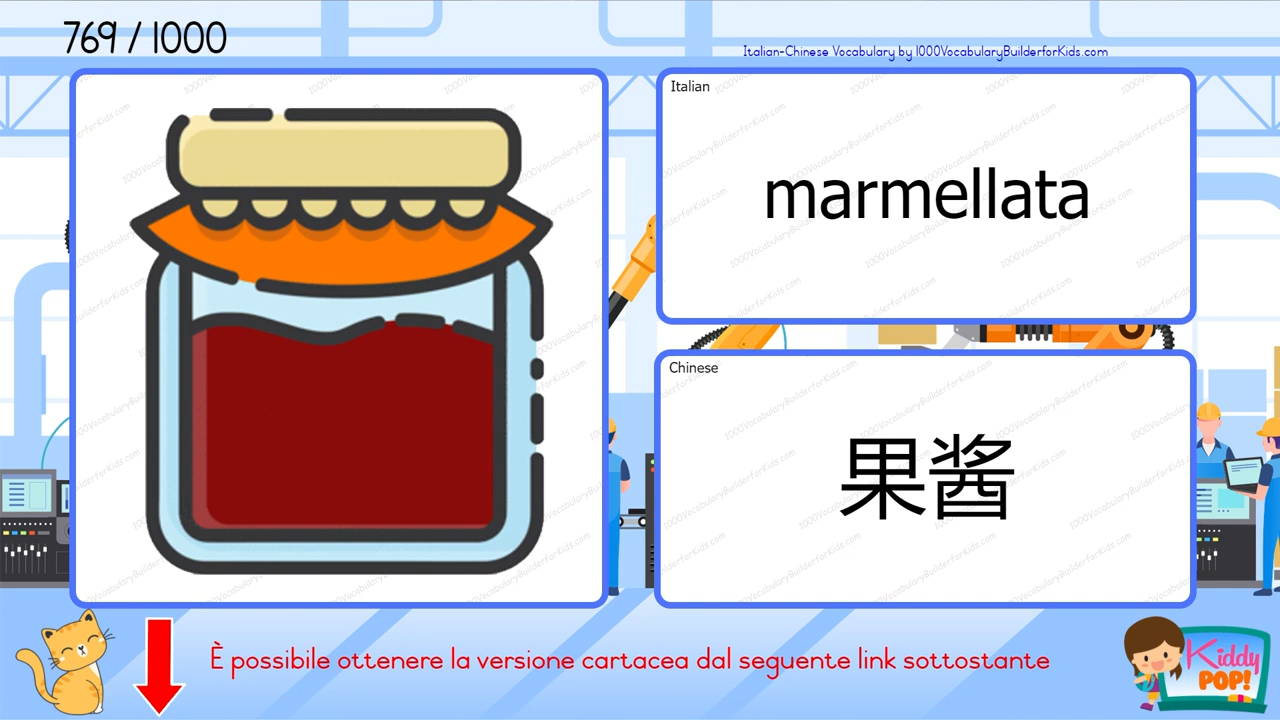 769 / 1000
Italian-Chinese Vocabulary by 1000VocabularyBuilderforKids.com
Italian
marmellata
Chinese
果酱
È possibile ottenere la versione cartacea dal seguente link sottostante
Kiddy
POP!